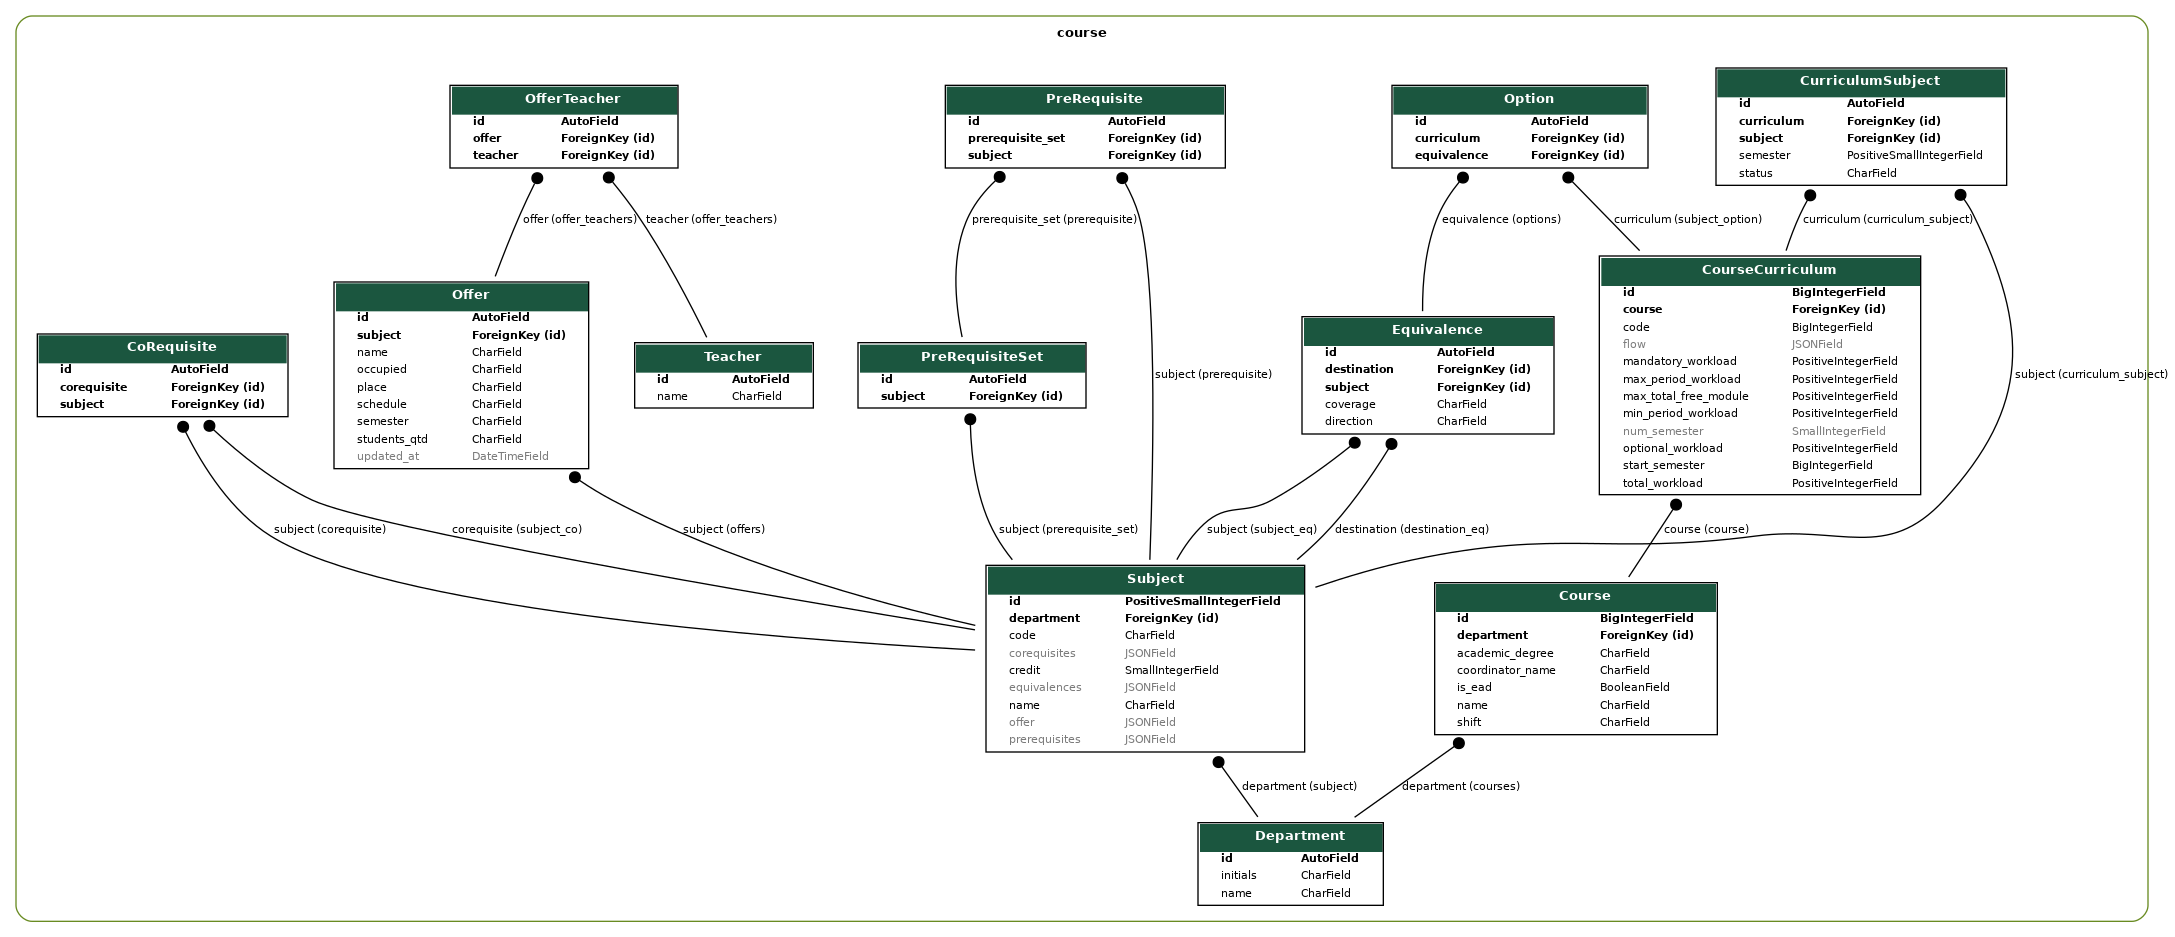 course
OfferTeacher
id AutoField
offer ForeignKey (id)
teacher ForeignKey (id)
PreRequisite
id AutoField
prerequisite_set ForeignKey (id)
subject ForeignKey (id)
Option
id AutoField
curriculum ForeignKey (id)
equivalence ForeignKey (id)
CurriculumSubject
id AutoField
curriculum ForeignKey (id)
subject ForeignKey (id)
semester PositiveSmallIntegerField
status CharField
offer (offer_teachers)
teacher (offer_teachers)
prerequisite_set (prerequisite)
equivalence (options)
curriculum (subject_option)
curriculum (curriculum_subject)
CoRequisite
id AutoField
corequisite ForeignKey (id)
subject ForeignKey (id)
Offer
id AutoField
subject ForeignKey (id)
name CharField
occupied CharField
place CharField
schedule CharField
semester CharField
students_qtd CharField
updated_at DateTimeField
Teacher
id AutoField
name CharField
PreRequisiteSet
id AutoField
subject ForeignKey (id)
subject (prerequisite)
Equivalence
id AutoField
destination ForeignKey (id)
subject ForeignKey (id)
coverage CharField
direction CharField
CourseCurriculum
id BigIntegerField
course ForeignKey (id)
code BigIntegerField
flow JSONField
mandatory_workload PositiveIntegerField
max_period_workload PositiveIntegerField
max_total_free_module PositiveIntegerField
min_period_workload PositiveIntegerField
num_semester SmallIntegerField
optional_workload PositiveIntegerField
start_semester BigIntegerField
total_workload PositiveIntegerField
subject (curriculum_subject)
subject (corequisite)
corequisite (subject_co)
subject (offers)
subject (prerequisite_set)
subject (subject_eq)
destination (destination_eq)
course (course)
Subject
id PositiveSmallIntegerField
department ForeignKey (id)
code CharField
corequisites JSONField
credit SmallIntegerField
equivalences JSONField
name CharField
offer JSONField
prerequisites JSONField
Course
id BigIntegerField
department ForeignKey (id)
academic_degree CharField
coordinator_name CharField
is_ead BooleanField
name CharField
shift CharField
department (subject)
department (courses)
Department
id AutoField
initials CharField
name CharField